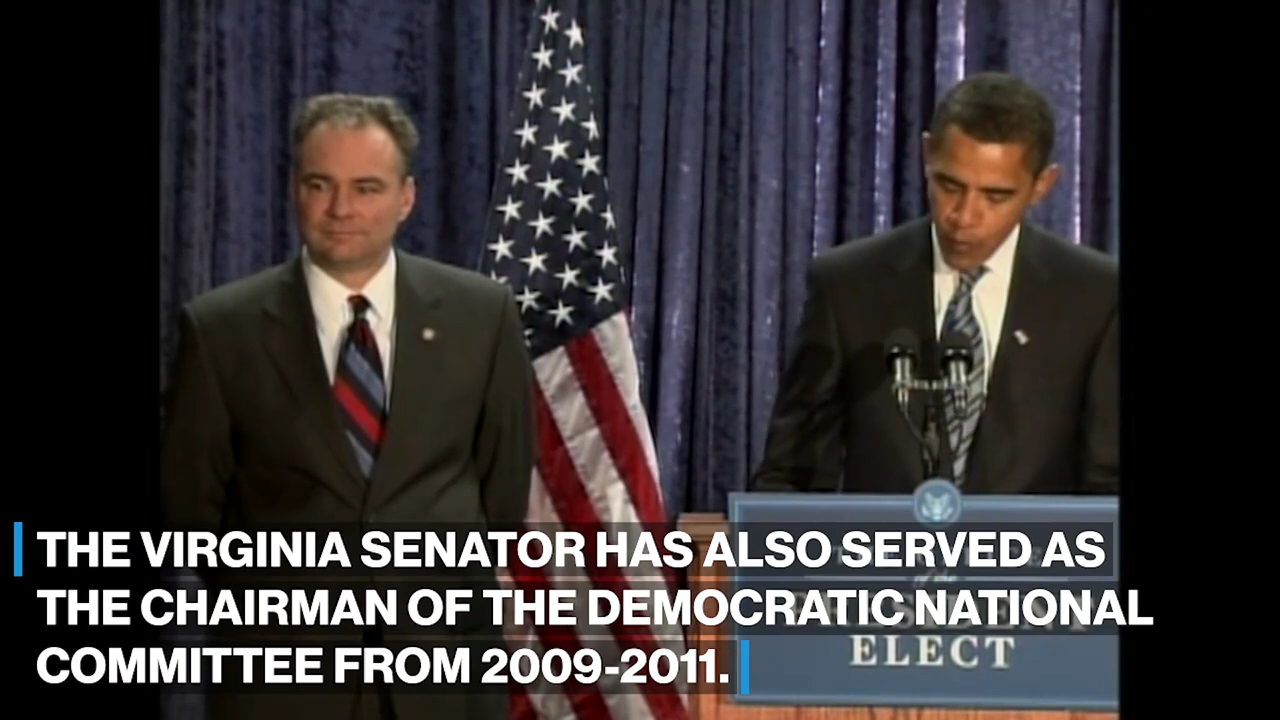 THE VIRGINIA SENATOR HAS ALSO SERVED AS
THE CHAIRMAN OF THE DEMOCRATIC NATIONAL
COMMITTEE FROM 2009-2011.
ELECT